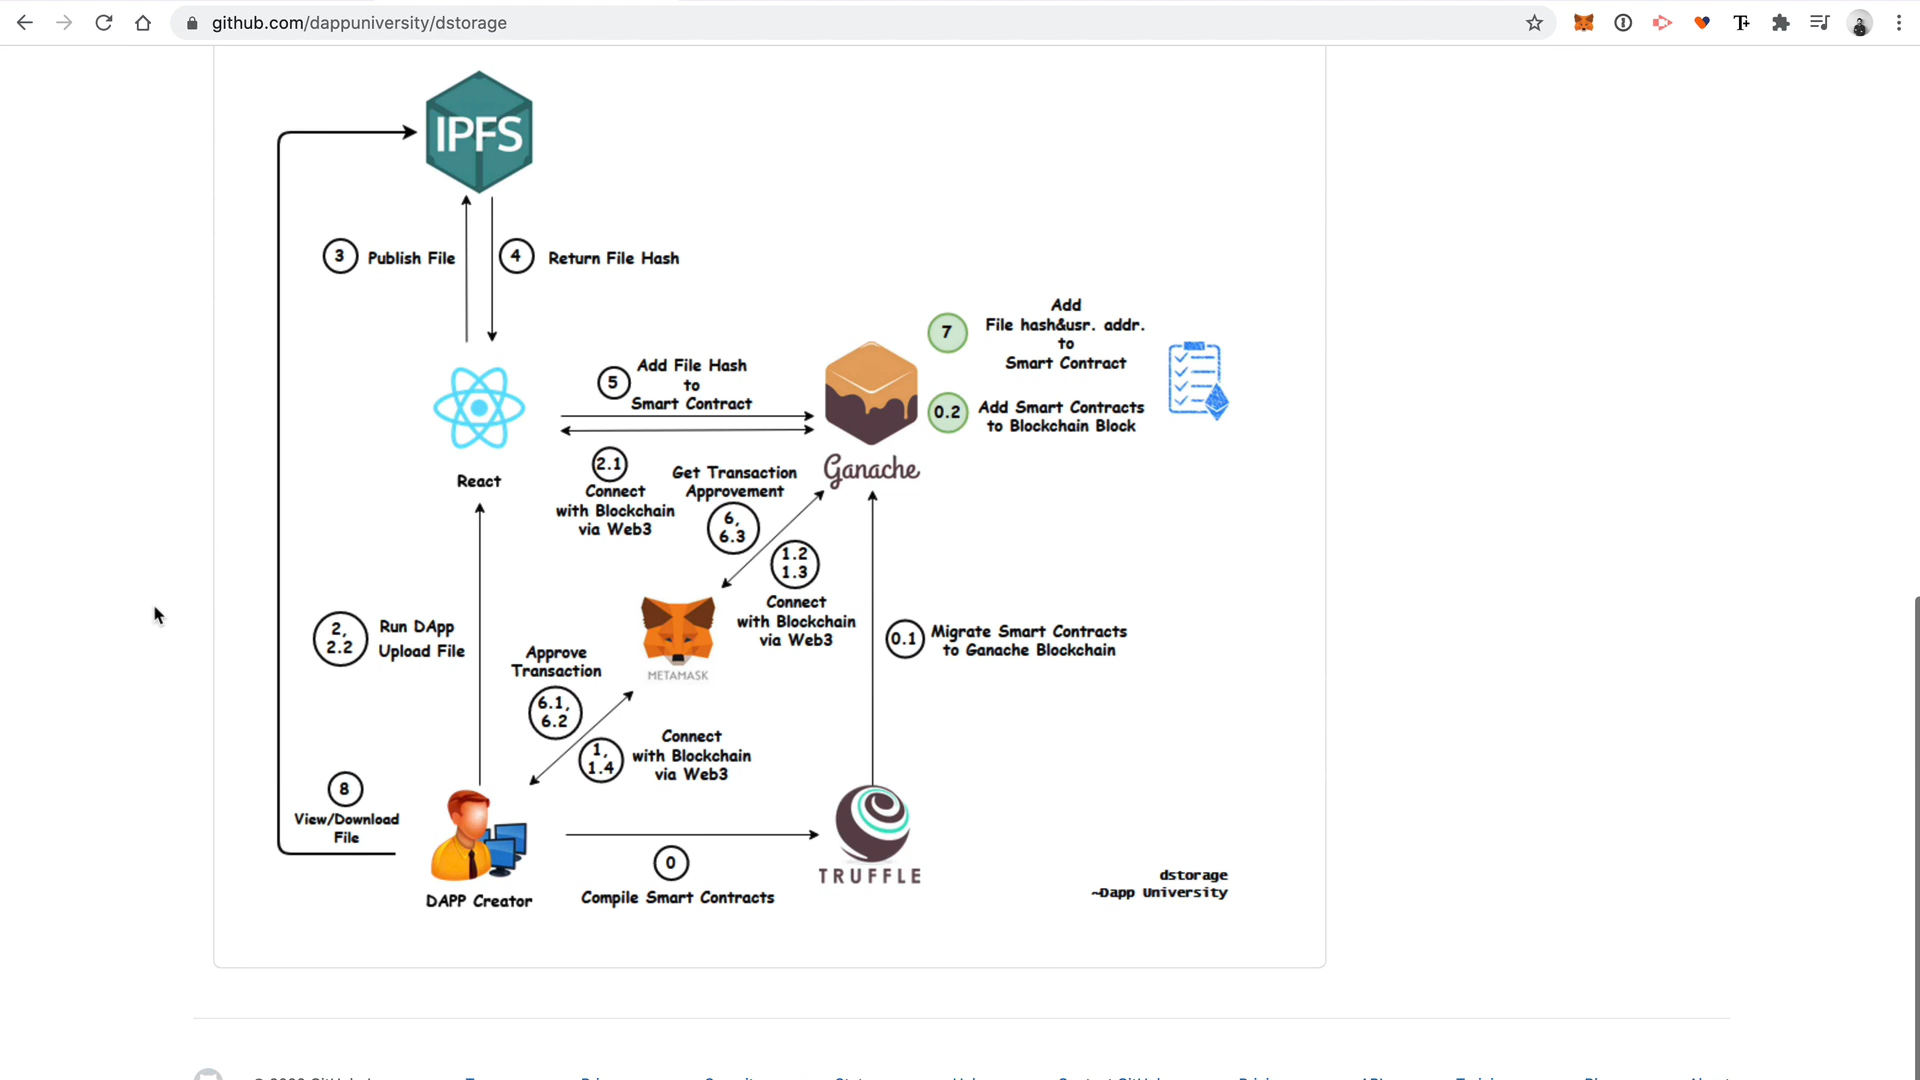 github.com/dappuniversity/dstorage
IPFS
3 Publish File
4 Return File Hash
Add
7 File hash&usr. addr.
to
Smart Contract
Add File Hash
5 to
Smart Contract
0.2 Add Smart Contracts
to Blockchain Block
React
Ganache
2.1
Connect
with Blockchain
via Web3
Get Transaction
Approvement
6,
6.3
1.2
1.3
Connect
with Blockchain
via Web3
2,
2.2
Run DApp
Upload File
METAMASK
0.1 Migrate Smart Contracts
to Ganache Blockchain
Approve
Transaction
6.1,
6.2
1,
1.4
Connect
with Blockchain
via Web3
8
View/Download
File
DAPP Creator
0
Compile Smart Contracts
TRUFFLE
dstorage
~Dapp University